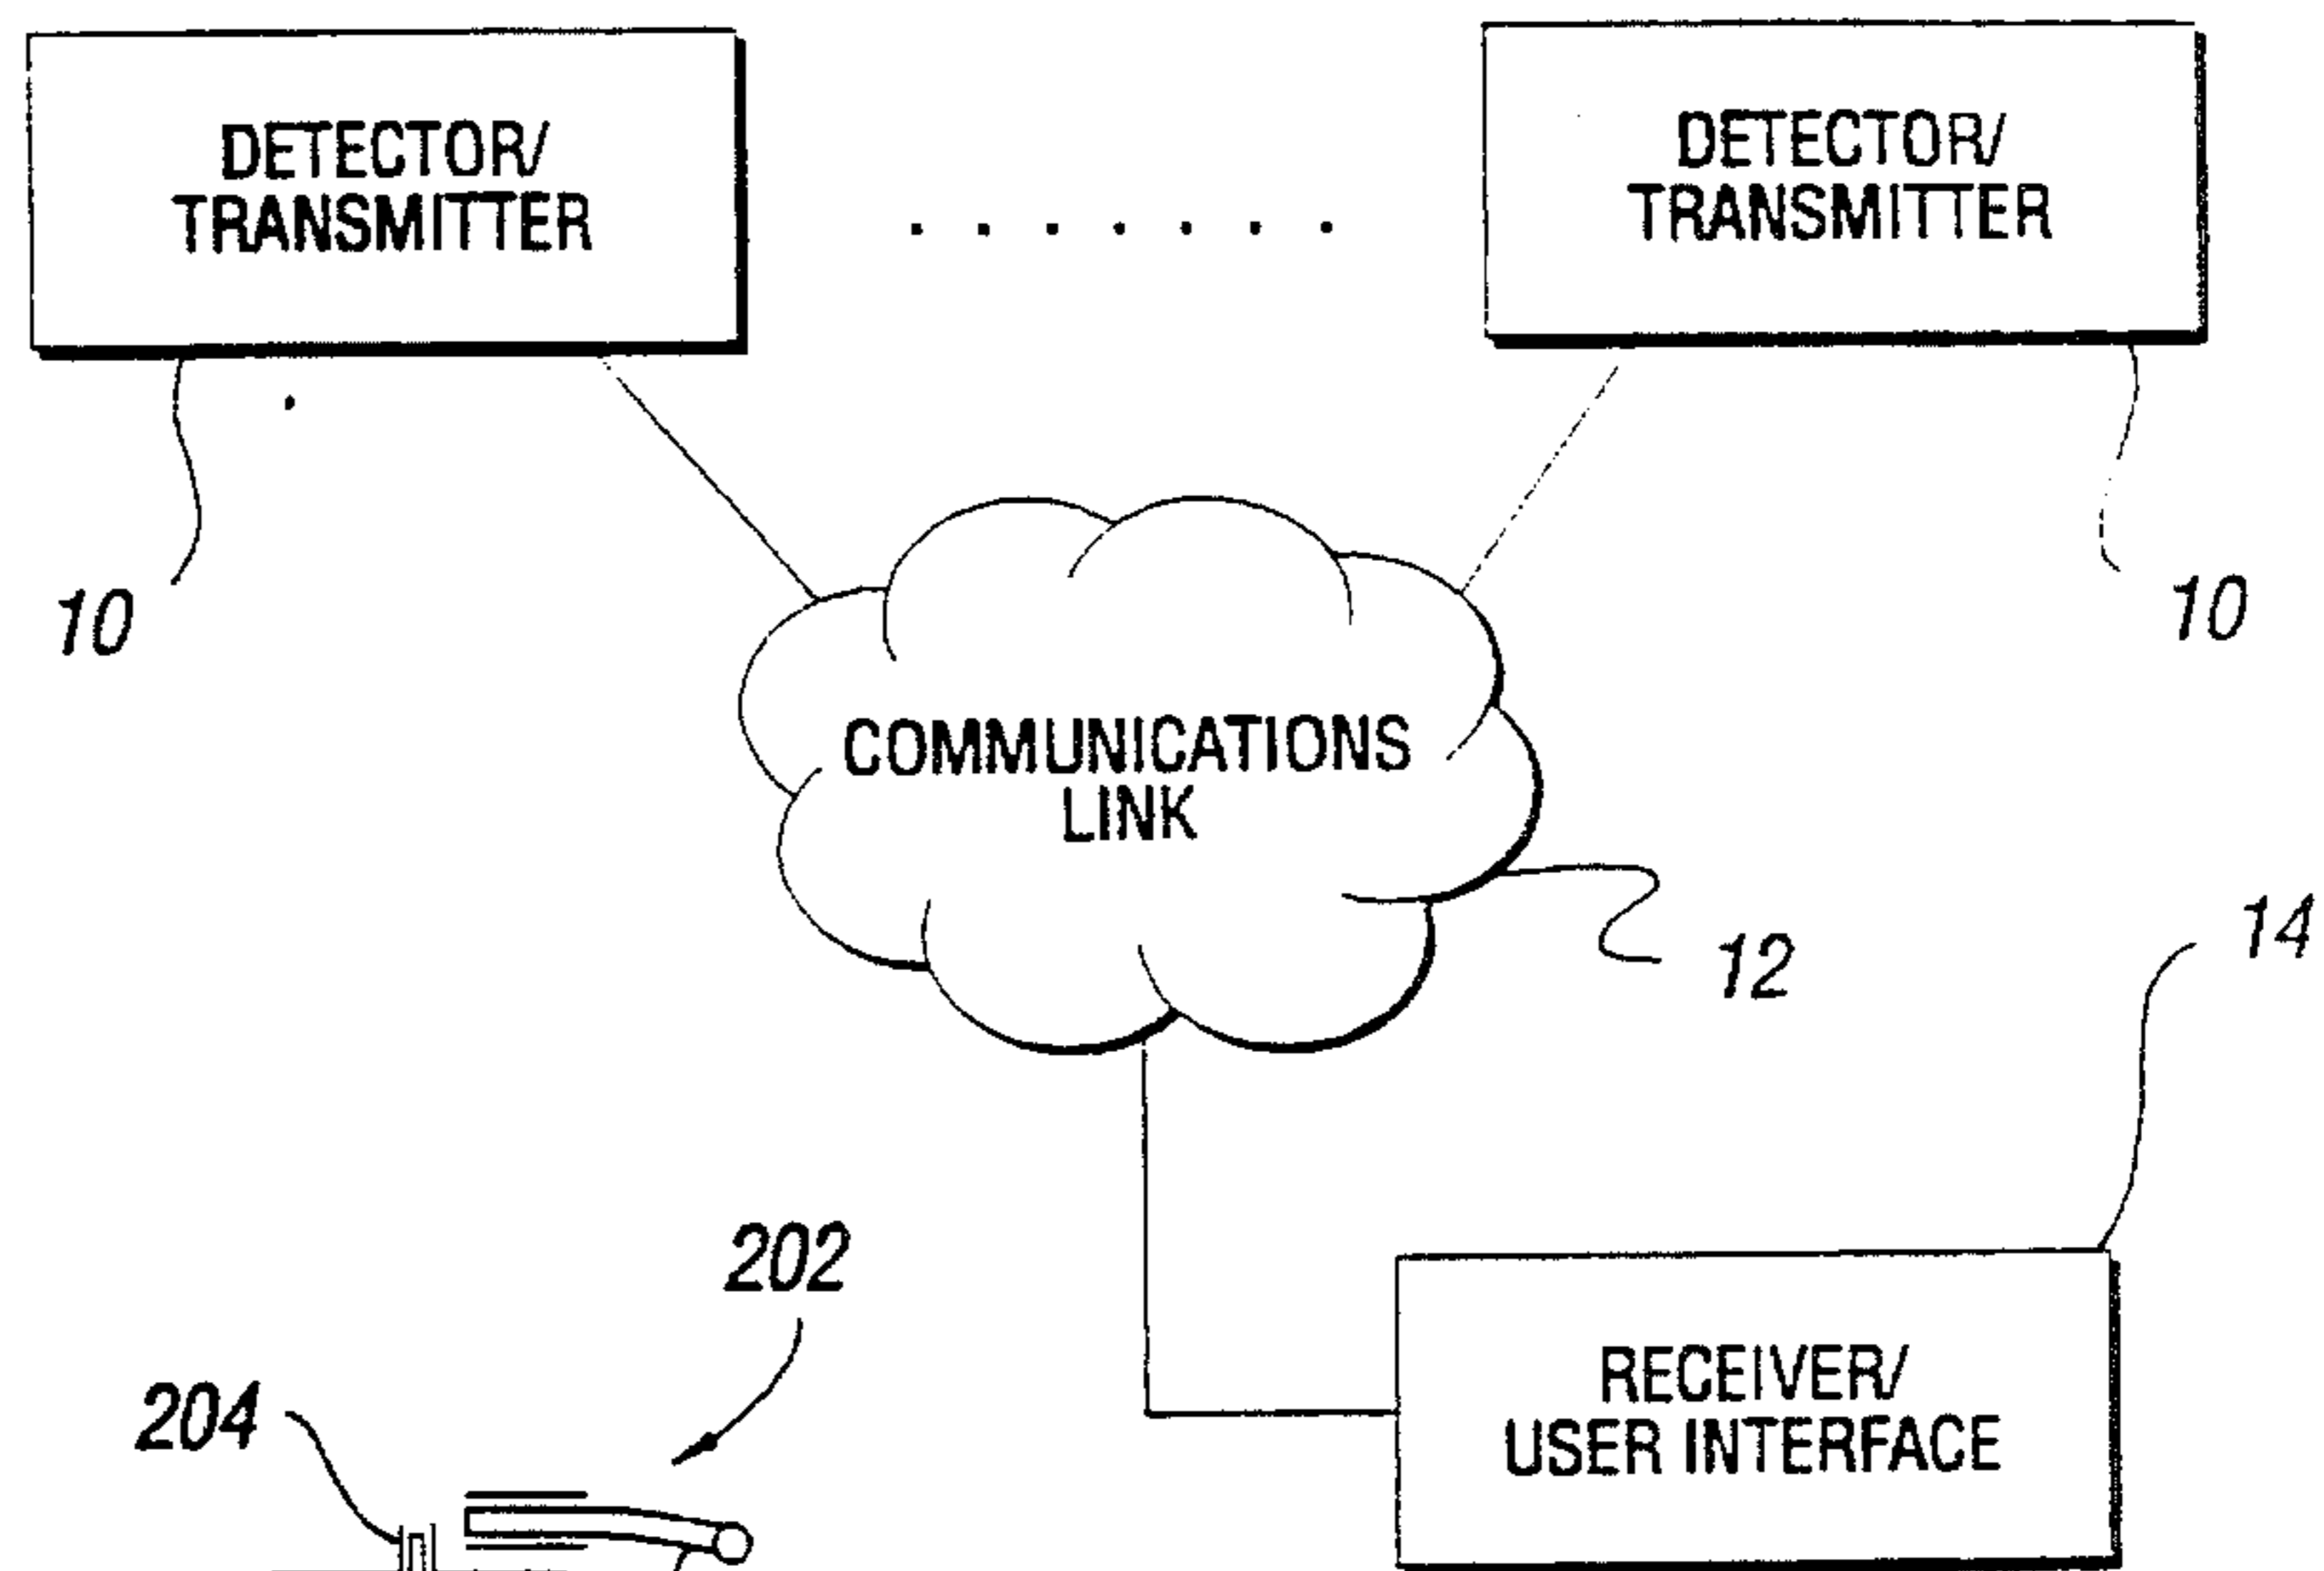 DETECTOR/
TRANSMITTER
DETECTOR/
TRANSMITTER
.......
10
10
COMMUNICATIONS
LINK
12
14
202
204
RECEIVER/
USER INTERFACE